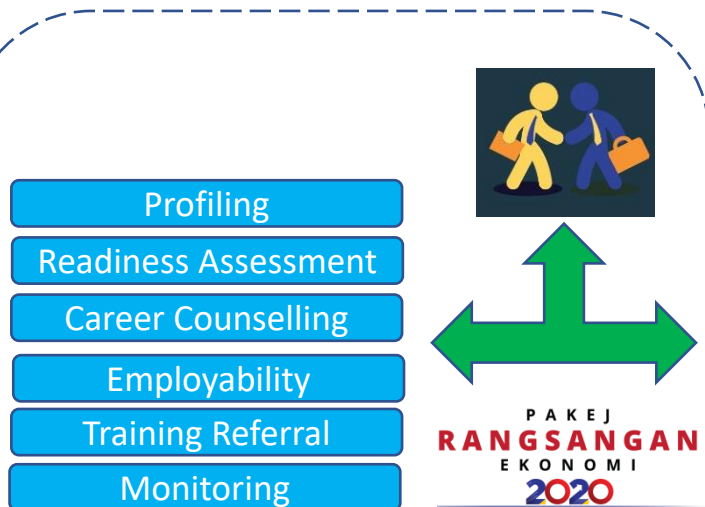 Profiling
Readiness Assessment
Career Counselling
Employability
Training Referral
Monitoring
PAKEJ
RANGSANGAN
EKONOMI
2020